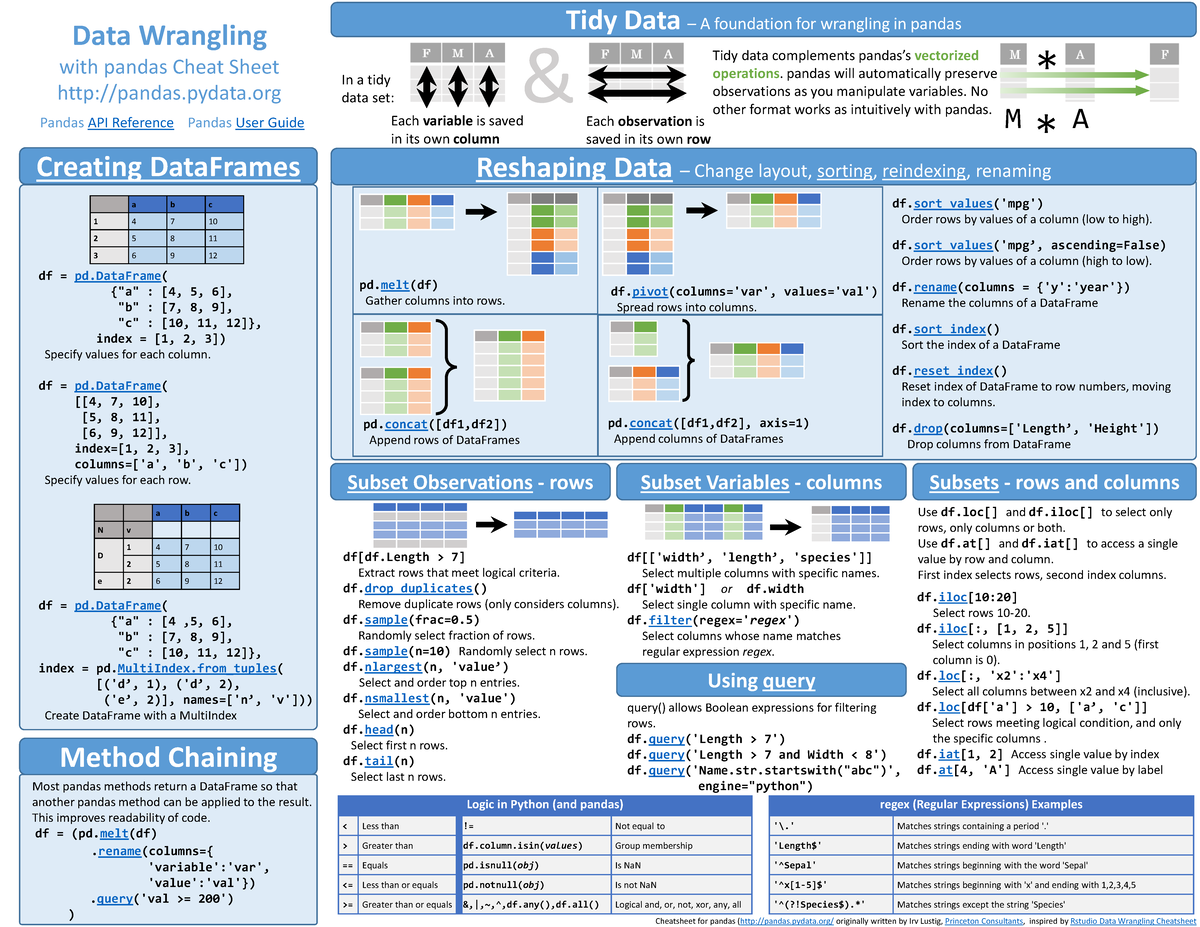 Data Wrangling
with pandas Cheat Sheet
http://pandas.pydata.org
Pandas API Reference Pandas User Guide
Tidy Data – A foundation for wrangling in pandas
In a tidy
data set:
F M A
Each variable is saved
in its own column
&
F M A
Each observation is
saved in its own row
Tidy data complements pandas’s vectorized
operations. pandas will automatically preserve
observations as you manipulate variables. No
other format works as intuitively with pandas.
M * A F
M * A
Creating DataFrames
a b c
1 4 7 10
2 5 8 11
3 6 9 12
df = pd.DataFrame(
{"a" : [4, 5, 6],
"b" : [7, 8, 9],
"c" : [10, 11, 12]},
index = [1, 2, 3])
Specify values for each column.
df = pd.DataFrame(
[[4, 7, 10],
[5, 8, 11],
[6, 9, 12]],
index=[1, 2, 3],
columns=['a', 'b', 'c'])
Specify values for each row.
a b c
N v
D 1 4 7 10
2 5 8 11
e 2 6 9 12
df = pd.DataFrame(
{"a" : [4 ,5, 6],
"b" : [7, 8, 9],
"c" : [10, 11, 12]},
index = pd.MultiIndex.from_tuples(
[('d’, 1), ('d’, 2),
('e’, 2)], names=['n’, 'v']))
Create DataFrame with a MultiIndex
Method Chaining
Most pandas methods return a DataFrame so that
another pandas method can be applied to the result.
This improves readability of code.
df = (pd.melt(df)
.rename(columns={
'variable':'var',
'value':'val'})
.query('val >= 200')
)
Reshaping Data – Change layout, sorting, reindexing, renaming
pd.melt(df)
Gather columns into rows.
df.pivot(columns='var', values='val')
Spread rows into columns.
pd.concat([df1,df2])
Append rows of DataFrames
pd.concat([df1,df2], axis=1)
Append columns of DataFrames
df.sort_values('mpg')
Order rows by values of a column (low to high).
df.sort_values('mpg’, ascending=False)
Order rows by values of a column (high to low).
df.rename(columns = {'y':'year'})
Rename the columns of a DataFrame
df.sort_index()
Sort the index of a DataFrame
df.reset_index()
Reset index of DataFrame to row numbers, moving
index to columns.
df.drop(columns=['Length’, 'Height'])
Drop columns from DataFrame
Subset Observations - rows
df[df.Length > 7]
Extract rows that meet logical criteria.
df.drop_duplicates()
Remove duplicate rows (only considers columns).
df.sample(frac=0.5)
Randomly select fraction of rows.
df.sample(n=10) Randomly select n rows.
df.nlargest(n, 'value’)
Select and order top n entries.
df.nsmallest(n, 'value')
Select and order bottom n entries.
df.head(n)
Select first n rows.
df.tail(n)
Select last n rows.
Subset Variables - columns
df[['width’, 'length’, 'species']]
Select multiple columns with specific names.
df['width'] or df.width
Select single column with specific name.
df.filter(regex='regex')
Select columns whose name matches
regular expression regex.
Using query
query() allows Boolean expressions for filtering
rows.
df.query('Length > 7')
df.query('Length > 7 and Width < 8')
df.query('Name.str.startswith("abc")',
engine="python")
Subsets - rows and columns
Use df.loc[] and df.iloc[] to select only
rows, only columns or both.
Use df.at[] and df.iat[] to access a single
value by row and column.
First index selects rows, second index columns.
df.iloc[10:20]
Select rows 10-20.
df.iloc[:, [1, 2, 5]]
Select columns in positions 1, 2 and 5 (first
column is 0).
df.loc[:, 'x2':'x4']
Select all columns between x2 and x4 (inclusive).
df.loc[df['a'] > 10, ['a’, 'c']]
Select rows meeting logical condition, and only
the specific columns .
df.iat[1, 2] Access single value by index
df.at[4, 'A'] Access single value by label
Logic in Python (and pandas)
< Less than != Not equal to
> Greater than df.column.isin(values) Group membership
== Equals pd.isnull(obj) Is NaN
<= Less than or equals pd.notnull(obj) Is not NaN
>= Greater than or equals &,|,~,^,df.any(),df.all() Logical and, or, not, xor, any, all
regex (Regular Expressions) Examples
'\.' Matches strings containing a period '.'
'Length$' Matches strings ending with word 'Length'
'^Sepal' Matches strings beginning with the word 'Sepal'
'^x[1-5]$' Matches strings beginning with 'x' and ending with 1,2,3,4,5
'^(?!Species$).*' Matches strings except the string 'Species'
Cheatsheet for pandas (http://pandas.pydata.org/ originally written by Irv Lustig, Princeton Consultants, inspired by Rstudio Data Wrangling Cheatsheet